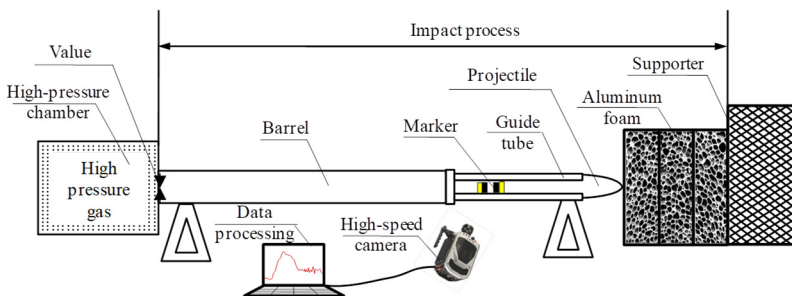 Impact process
Value
High-pressure
chamber
Supporter
Projectile
Aluminum
foam
Guide
tube
Marker
Barrel
High
pressure
gas
Data
processing
High-speed
camera